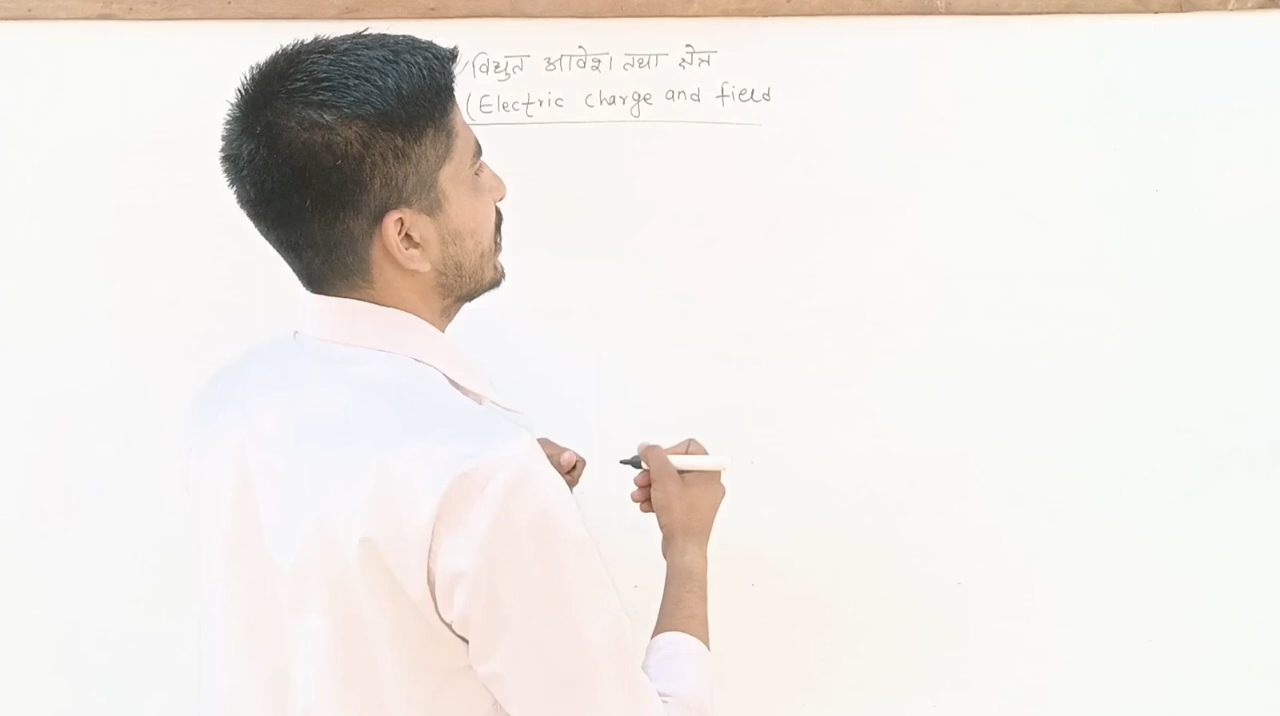 विद्युत आवेश तथा क्षेत्र
(Electric charge and field